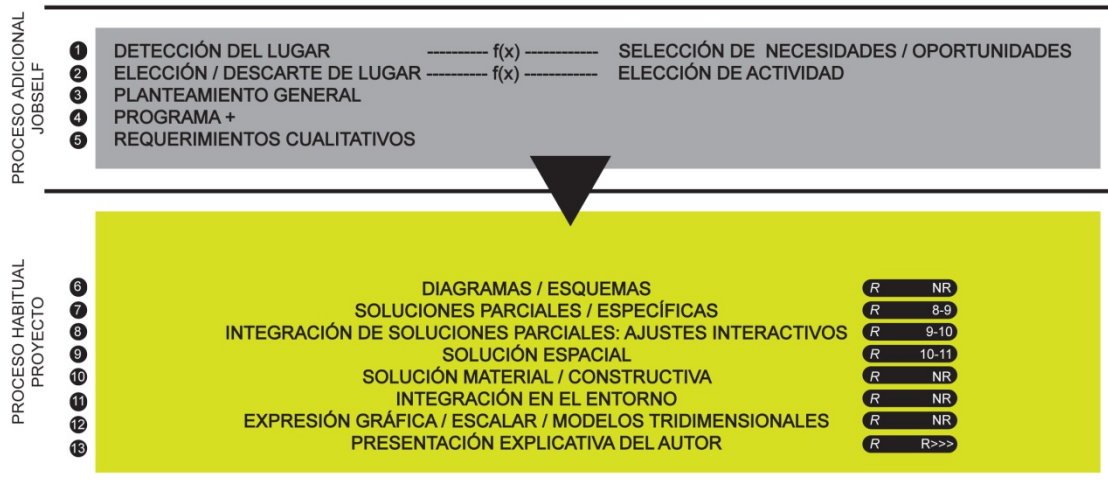 PROCESO ADICIONAL
JOBSELF
1 DETECCIÓN DEL LUGAR ---------- f(x) ------------ SELECCIÓN DE NECESIDADES / OPORTUNIDADES
2 ELECCIÓN / DESCARTE DE LUGAR ---------- f(x) ------------ ELECCIÓN DE ACTIVIDAD
3 PLANTEAMIENTO GENERAL
4 PROGRAMA +
5 REQUERIMIENTOS CUALITATIVOS
PROCESO HABITUAL
PROYECTO
6 DIAGRAMAS / ESQUEMAS R NR
7 SOLUCIONES PARCIALES / ESPECÍFICAS R 8-9
8 INTEGRACIÓN DE SOLUCIONES PARCIALES: AJUSTES INTERACTIVOS R 9-10
9 SOLUCIÓN ESPACIAL R 10-11
10 SOLUCIÓN MATERIAL / CONSTRUCTIVA R NR
11 INTEGRACIÓN EN EL ENTORNO R NR
12 EXPRESIÓN GRÁFICA / ESCALAR / MODELOS TRIDIMENSIONALES R NR
13 PRESENTACIÓN EXPLICATIVA DEL AUTOR R R>>>